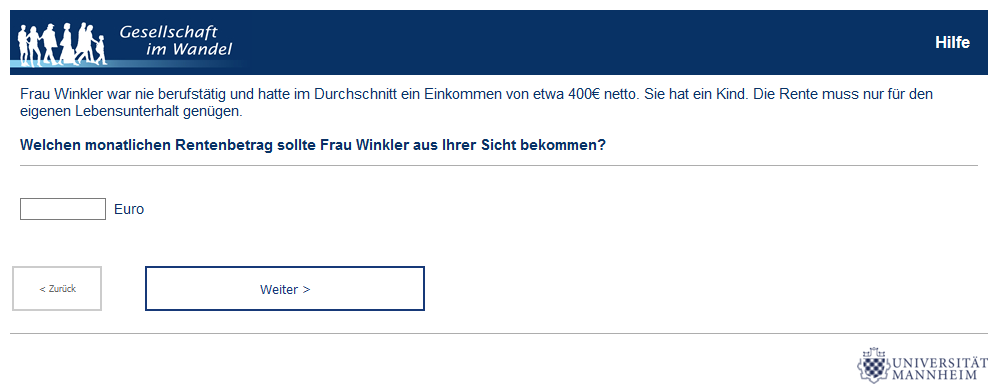 Gesellschaft
im Wandel
Hilfe
Frau Winkler war nie berufstätig und hatte im Durchschnitt ein Einkommen von etwa 400€ netto. Sie hat ein Kind. Die Rente muss nur für den
eigenen Lebensunterhalt genügen.
Welchen monatlichen Rentenbetrag sollte Frau Winkler aus Ihrer Sicht bekommen?
Euro
< Zurück
Weiter >
UNIVERSITÄT
MANNHEIM